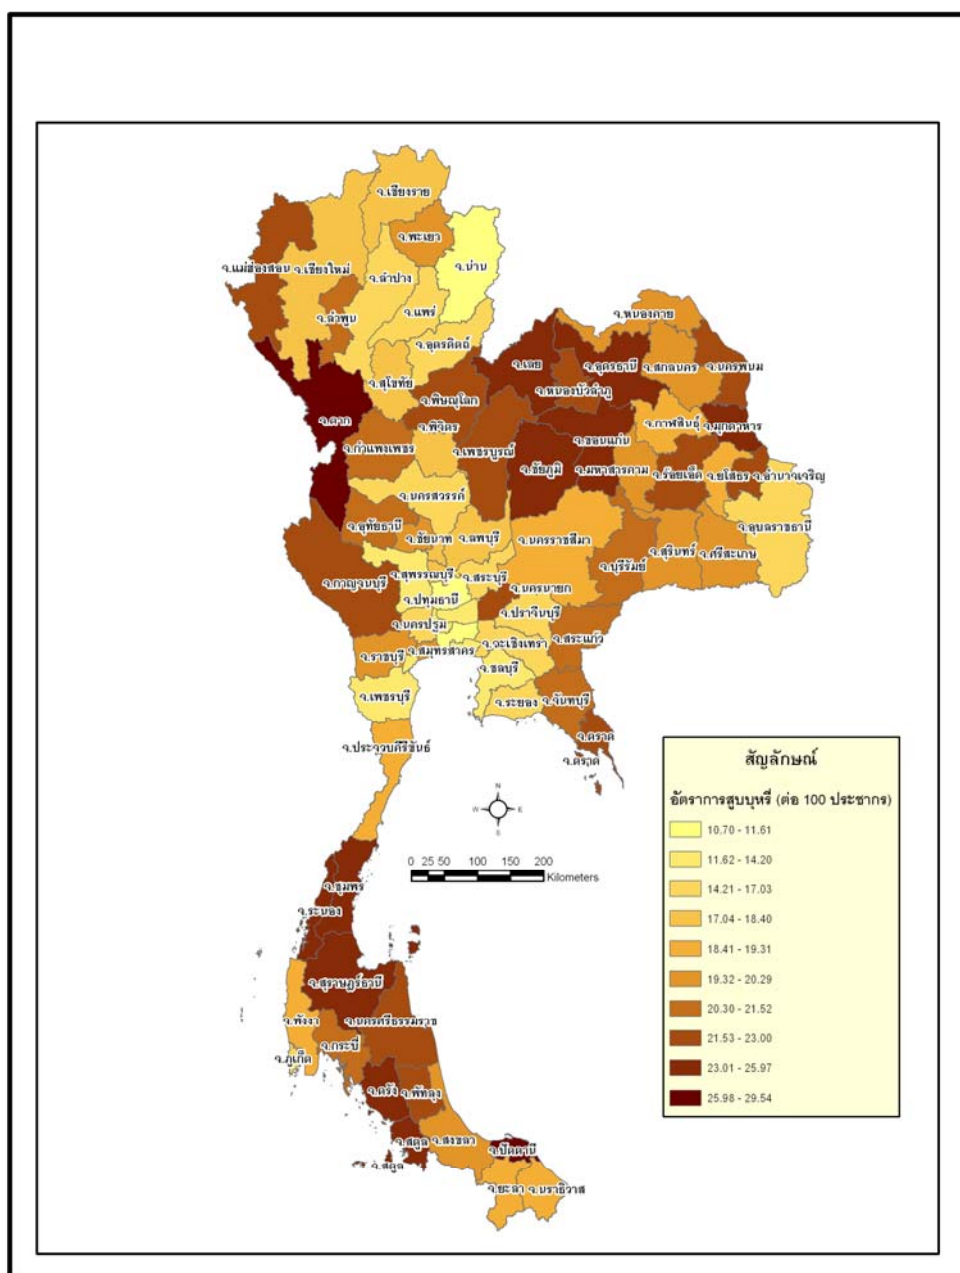 จ.เชียงราย
จ.พะเยา
จ.น่าน
จ.แม่ฮ่องสอน
จ.เชียงใหม่
จ.ลำปาง
จ.แพร่
จ.ลำพูน
จ.อุตรดิตถ์
จ.หนองคาย
จ.เลย
จ.อุดรธานี
จ.สกลนคร
จ.นครพนม
จ.สุโขทัย
จ.พิษณุโลก
จ.หนองบัวลำภู
จ.ตาก
จ.พิจิตร
จ.กาฬสินธุ์
จ.มุกดาหาร
จ.กำแพงเพชร
จ.เพชรบูรณ์
จ.ขอนแก่น
จ.ชัยภูมิ
จ.มหาสารคาม
จ.ร้อยเอ็ด
จ.ยโสธร
จ.อำนาจเจริญ
จ.นครสวรรค์
จ.อุบลราชธานี
จ.อุทัยธานี
จ.ชัยนาท
จ.ลพบุรี
จ.นครราชสีมา
จ.บุรีรัมย์
จ.สุรินทร์
จ.ศรีสะเกษ
จ.กาญจนบุรี
จ.สุพรรณบุรี
จ.สระบุรี
จ.นครนายก
จ.ปทุมธานี
จ.ปราจีนบุรี
จ.นครปฐม
จ.ฉะเชิงเทรา
จ.สระแก้ว
จ.ราชบุรี
จ.สมุทรสาคร
จ.ชลบุรี
จ.เพชรบุรี
จ.ระยอง
จ.จันทบุรี
จ.ตราด
จ.ตราด
จ.ประจวบคีรีขันธ์
จ.ชุมพร
จ.ระนอง
จ.สุราษฎร์ธานี
จ.พังงา
จ.นครศรีธรรมราช
จ.กระบี่
จ.ภูเก็ต
จ.ตรัง
จ.พัทลุง
จ.สตูล
จ.สงขลา
จ.สตูล
จ.ปัตตานี
จ.ยะลา
จ.นราธิวาส
N
W
E
S
0 25 50 100 150 200
Kilometers
สัญลักษณ์
อัตราการสูบบุหรี่ (ต่อ 100 ประชากร)
10.70 - 11.61
11.62 - 14.20
14.21 - 17.03
17.04 - 18.40
18.41 - 19.31
19.32 - 20.29
20.30 - 21.52
21.53 - 23.00
23.01 - 25.97
25.98 - 29.54